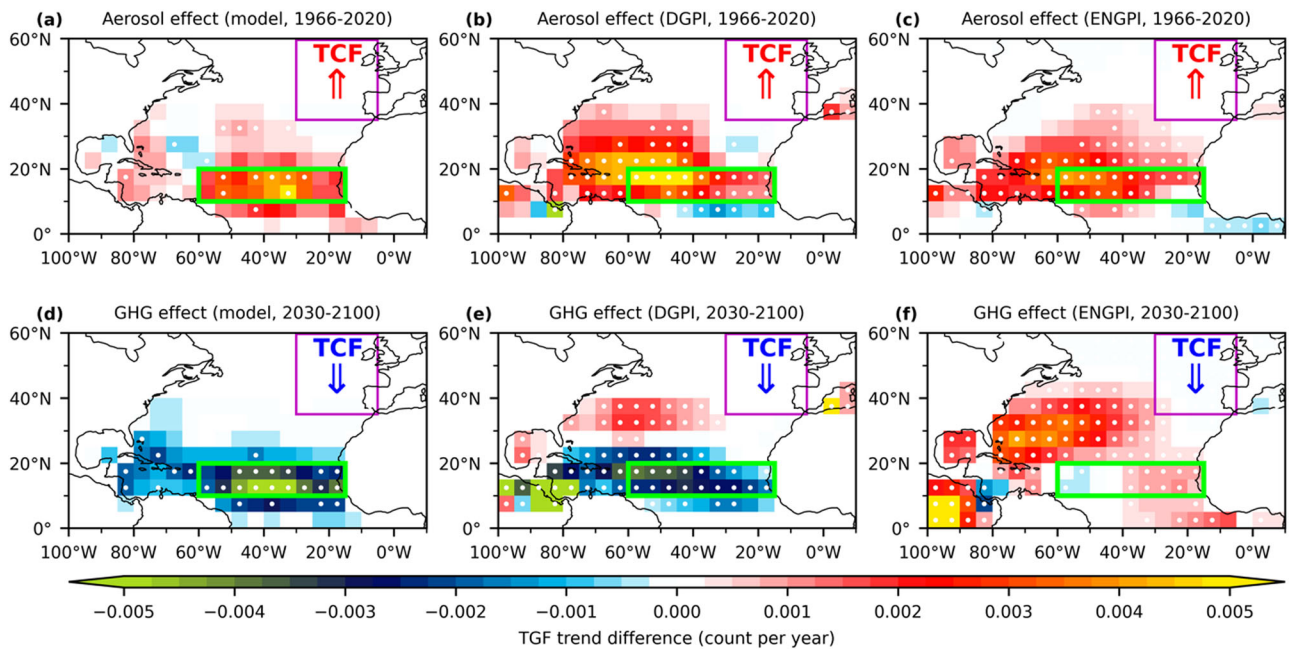 (a) Aerosol effect (model, 1966-2020)
(b) Aerosol effect (DGPI, 1966-2020)
(c) Aerosol effect (ENGPI, 1966-2020)
60°N
40°N
20°N
0°
TCF
⇑
TCF
⇑
TCF
⇑
100°W 80°W 60°W 40°W 20°W 0°W
100°W 80°W 60°W 40°W 20°W 0°W
100°W 80°W 60°W 40°W 20°W 0°W
(d) GHG effect (model, 2030-2100)
(e) GHG effect (DGPI, 2030-2100)
(f) GHG effect (ENGPI, 2030-2100)
60°N
40°N
20°N
0°
TCF
⇓
TCF
⇓
TCF
⇓
100°W 80°W 60°W 40°W 20°W 0°W
100°W 80°W 60°W 40°W 20°W 0°W
100°W 80°W 60°W 40°W 20°W 0°W
−0.005 −0.004 −0.003 −0.002 −0.001 0.000 0.001 0.002 0.003 0.004 0.005
TGF trend difference (count per year)